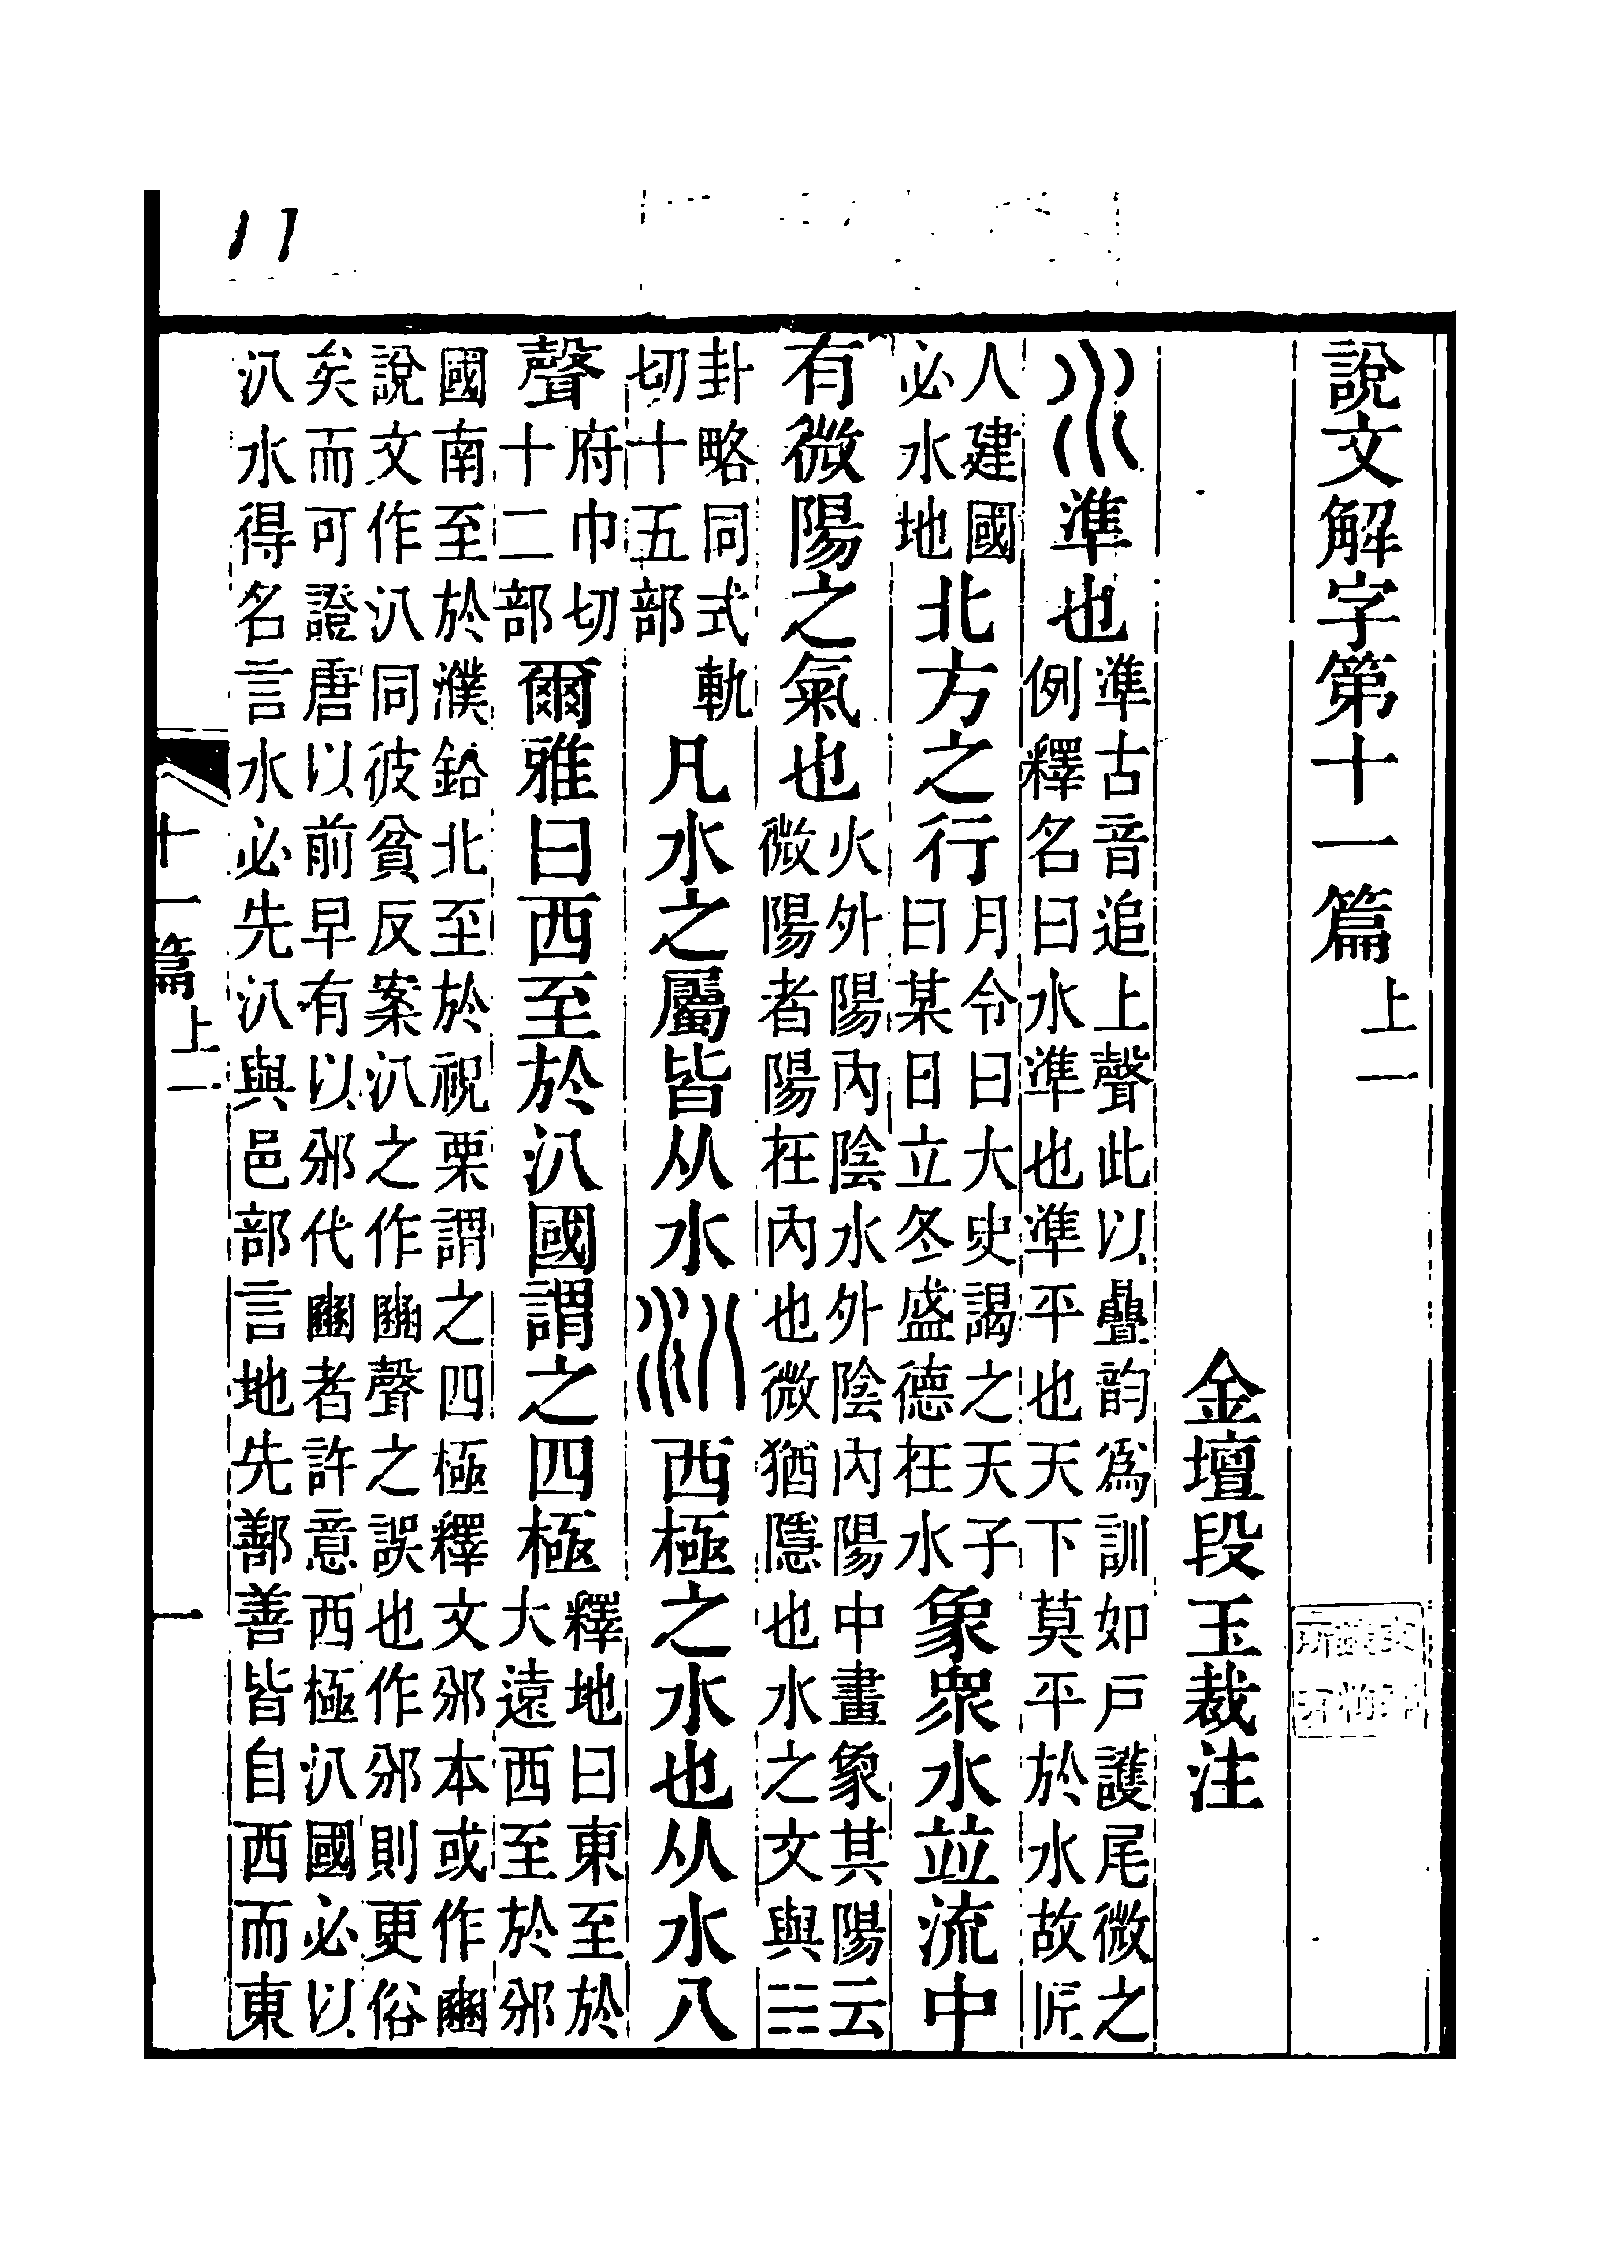 說文解字第十一篇上一
金壇段玉裁注
水準也準古音追上聲此以疊韵爲訓如戶護尾微之例釋名曰水準也準平也天下莫平於水故匠
人建國必水地北方之行月令曰大史謁之天子曰某日立冬盛德在水象衆水並流中
有微陽之氣也火外陽內陰水外陰內陽中畫象其陽云微陽者陽在內也微猶隱也水之文與☵
卦略同式軌切十五部凡水之屬皆从水汃西極之水也从水八
聲府巾切十二部爾雅曰西至於汃國謂之四極釋地曰東至於大遠西至於邠
國南至於濮鈆北至於祝栗謂之四極釋文邠本或作豳
說文作汃同彼貧反案汃之作豳聲之誤也作邠則更俗
矣而可證唐以前早有以邠代豳者許意西極汃國必以
汃水得名言水必先汃與邑部言地先鄯善皆自西而東
十一篇上一
一
11